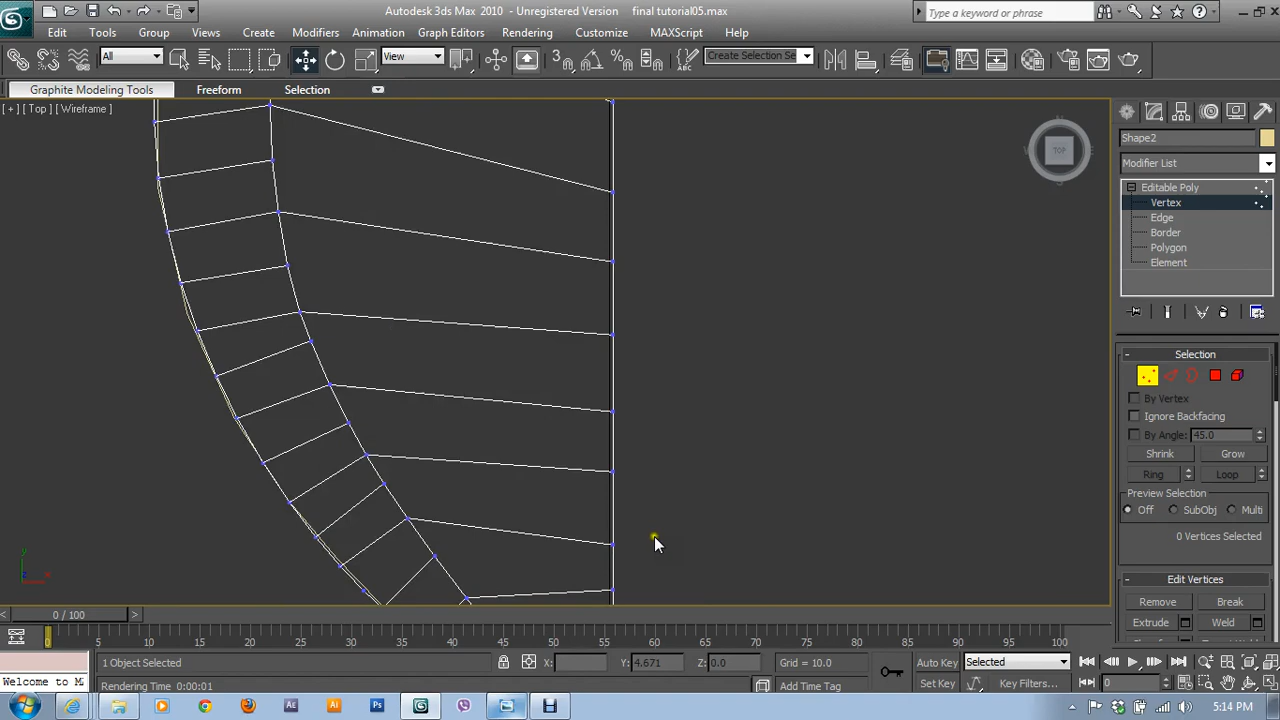 Autodesk 3ds Max 2010 - Unregistered Version final tutorial05.max
Type a keyword or phrase
Edit Tools Group Views Create Modifiers Animation Graph Editors Rendering Customize MAXScript Help
All View Create Selection Se
Graphite Modeling Tools Freeform Selection
[ + ] [ Top ] [ Wireframe ]
TOP
Shape2
Modifier List
Editable Poly
Vertex
Edge
Border
Polygon
Element
- Selection
By Vertex
Ignore Backfacing
By Angle: 45.0
Shrink Grow
Ring Loop
Preview Selection
Off SubObj Multi
0 Vertices Selected
- Edit Vertices
Remove Break
Extrude Weld
y
x
< 0 / 100 >
0 5 10 15 20 25 30 35 40 45 50 55 60 65 70 75 80 85 90 95 100
1 Object Selected X: Y: 4.671 Z: 0.0 Grid = 10.0 Auto Key Selected
Welcome to M Rendering Time 0:00:01 Add Time Tag Set Key Key Filters... 0
5:14 PM